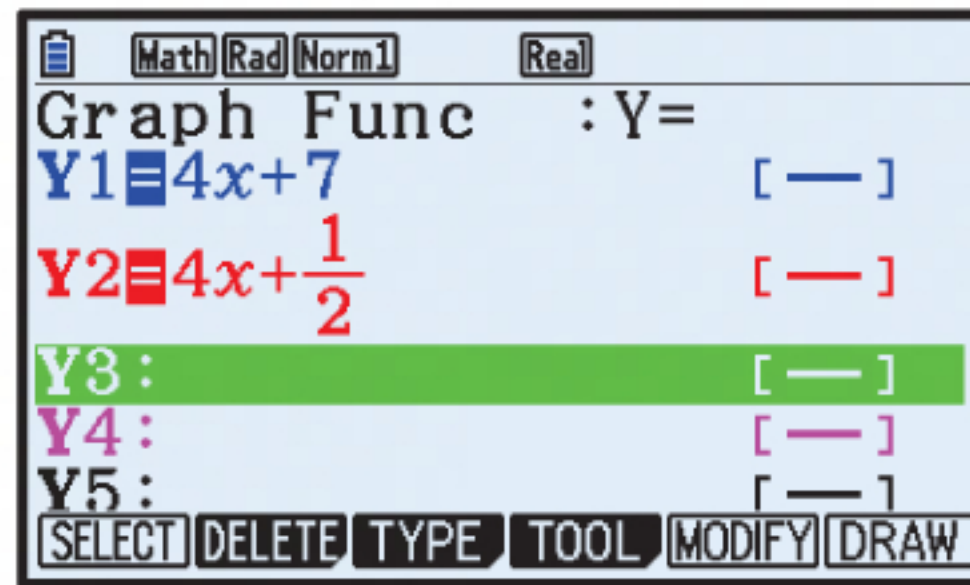 Math Rad Norm1 Real
Graph Func :Y=
Y1=4x+7 [—]
Y2=4x+1/2 [—]
Y3: [—]
Y4: [—]
Y5: [—]
SELECT DELETE TYPE TOOL MODIFY DRAW